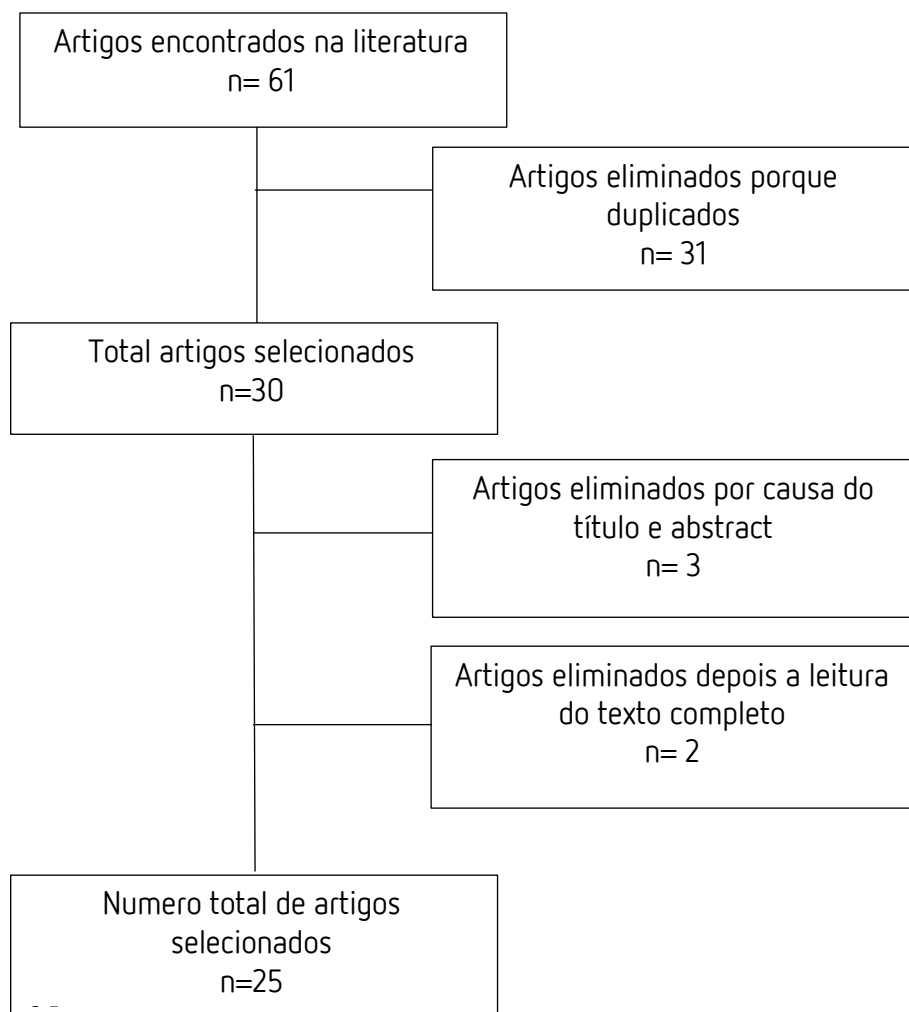 Artigos encontrados na literatura
n= 61
Artigos eliminados porque
duplicados
n= 31
Total artigos selecionados
n=30
Artigos eliminados por causa do
título e abstract
n= 3
Artigos eliminados depois a leitura
do texto completo
n= 2
Numero total de artigos
selecionados
n=25